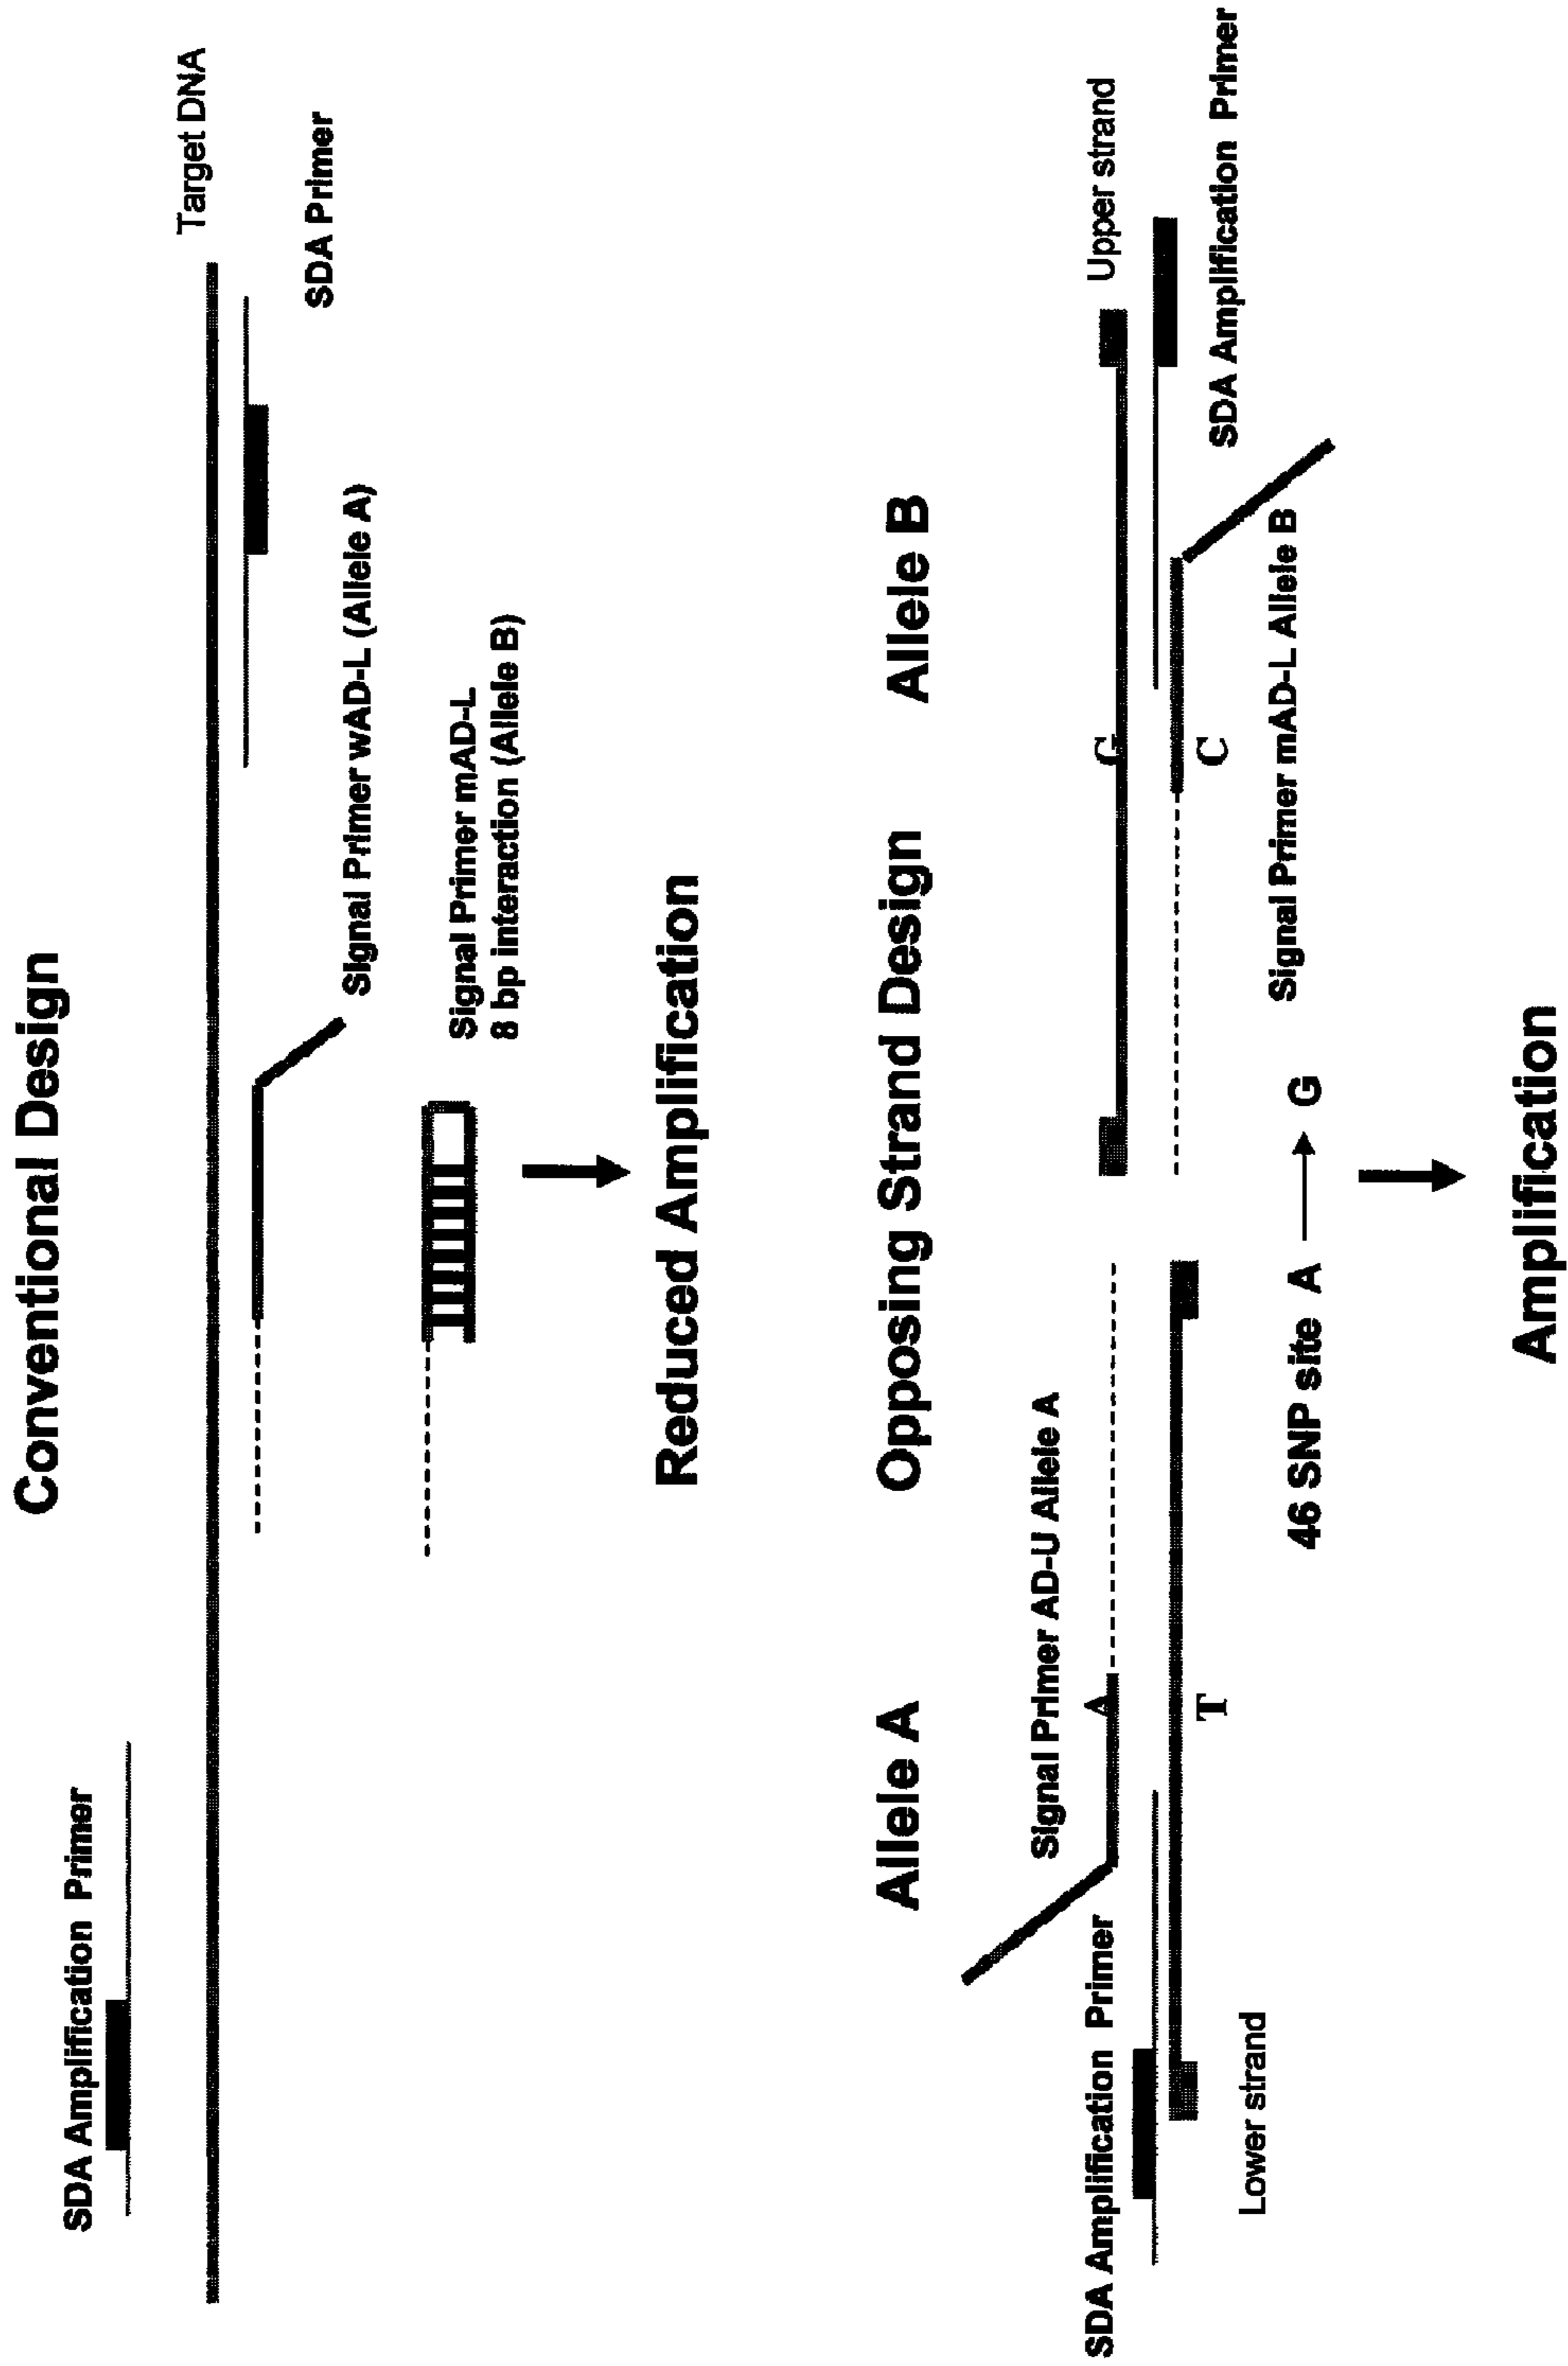 Conventional Design
SDA Amplification Primer
Target DNA
SDA Primer
Signal Primer wAD-L (Allele A)
Signal Primer mAD-L
8 bp interaction (Allele B)
Reduced Amplification
Opposing Strand Design
Allele A
Allele B
Signal Primer AD-U Allele A
SDA Amplification Primer
A
T
Lower strand
Upper strand
G
C
SDA Amplification Primer
Signal Primer mAD-L Allele B
46 SNP site A → G
Amplification